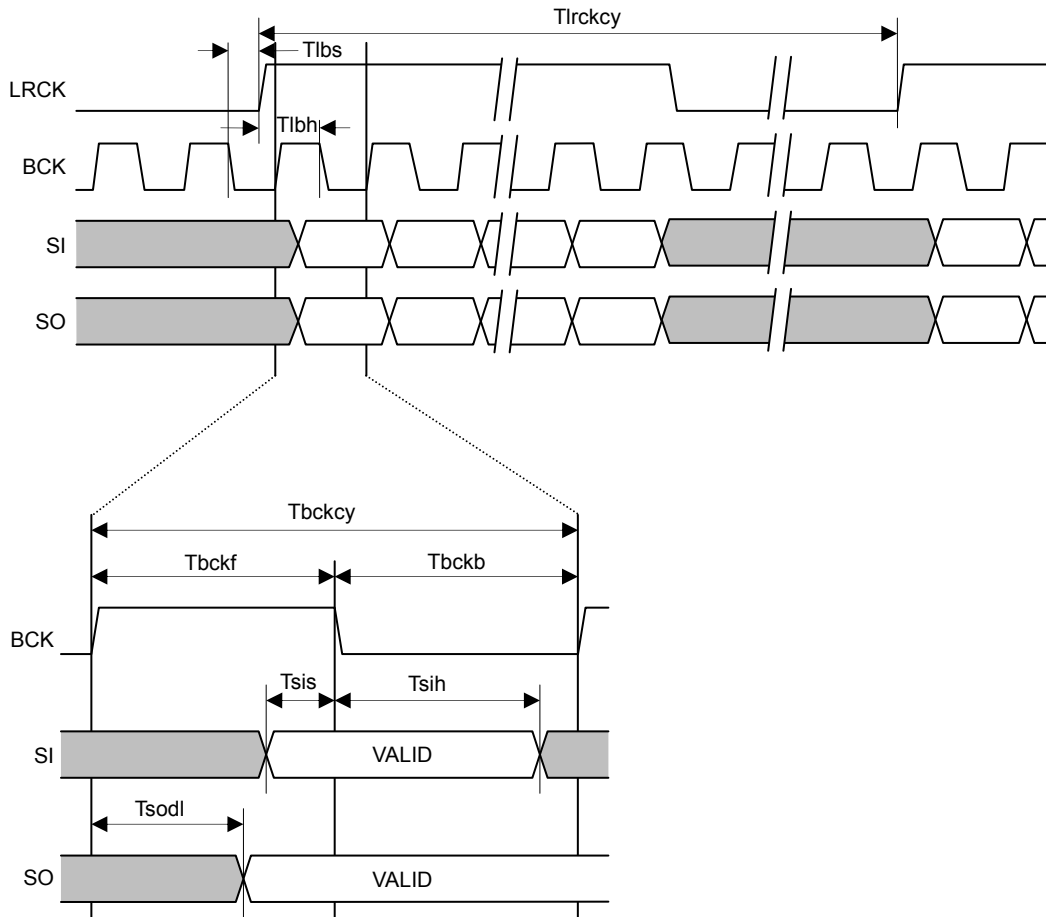 Tlrckcy
Tlbs
LRCK
Tlbh
BCK
SI
SO
Tbckcy
Tbckf
Tbckb
BCK
Tsis
Tsih
SI
VALID
Tsodl
SO
VALID